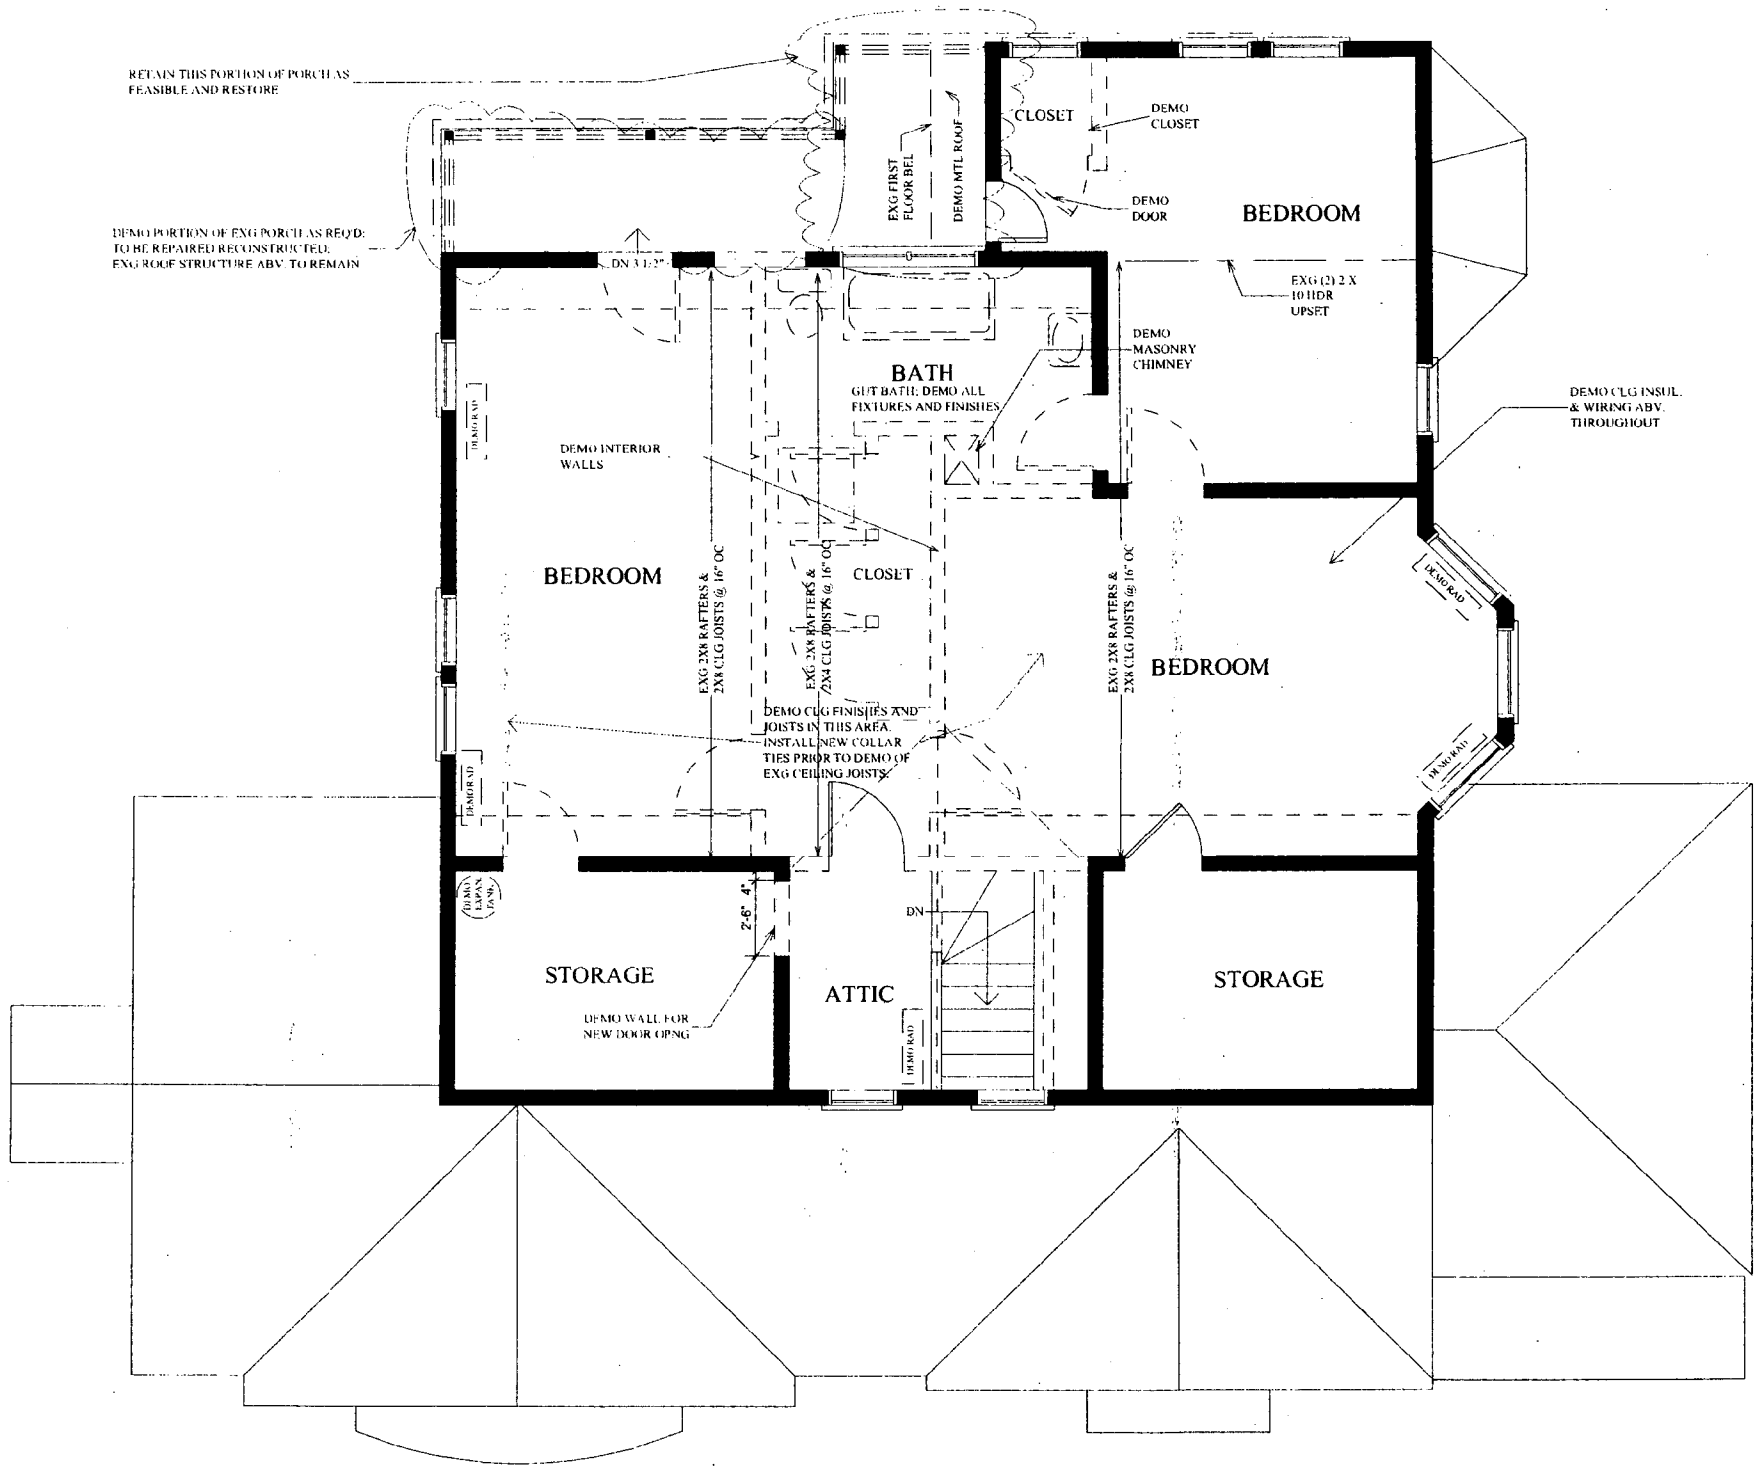 RETAIN THIS PORTION OF PORCH AS
FEASIBLE AND RESTORE
CLOSET
DEMO
CLOSET
EXG FIRST
FLOOR BEL
DEMO MTL ROOF
DEMO
DOOR
BEDROOM
DEMO PORTION OF EXG PORCH AS REQ'D;
TO BE REPAIRED RECONSTRUCTED;
EXG ROOF STRUCTURE ABV. TO REMAIN
DN 3 1/2"
EXG (2) 2 X
10 HDR
UPSET
DEMO
MASONRY
CHIMNEY
BATH
GUT BATH; DEMO ALL
FIXTURES AND FINISHES
DEMO CLG INSUL.
& WIRING ABV.
THROUGHOUT
DEMO RAD
DEMO INTERIOR
WALLS
BEDROOM
EXG 2X8 RAFTERS &
2X8 CLG JOISTS @ 16" OC
EXG 2X8 RAFTERS &
2X4 CLG JOISTS @ 16" OC
CLOSET
EXG 2X8 RAFTERS &
2X8 CLG JOISTS @ 16" OC
DEMO RAD
BEDROOM
DEMO CLG FINISHES AND
JOISTS IN THIS AREA.
INSTALL NEW COLLAR
TIES PRIOR TO DEMO OF
EXG CEILING JOISTS.
DEMO RAD
DEMO RAD
DEMO
EXPAN.
TANK
2'-6"
4"
DN
STORAGE
ATTIC
STORAGE
DEMO WALL FOR
NEW DOOR OPNG
DEMO RAD